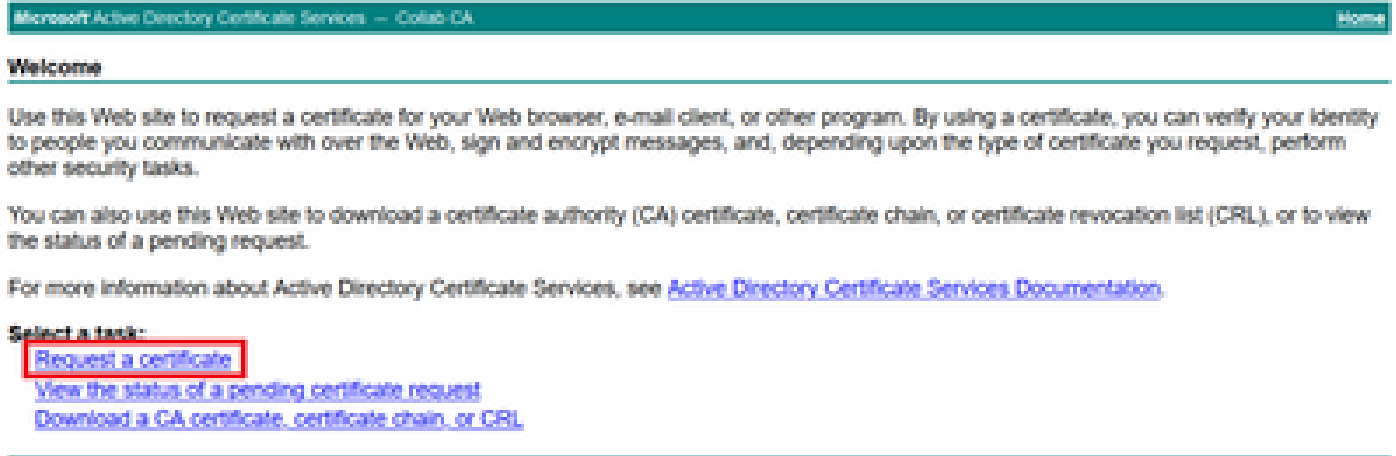 Microsoft Active Directory Certificate Services — Collab-CA Home
Welcome
Use this Web site to request a certificate for your Web browser, e-mail client, or other program. By using a certificate, you can verify your identity
to people you communicate with over the Web, sign and encrypt messages, and, depending upon the type of certificate you request, perform
other security tasks.
You can also use this Web site to download a certificate authority (CA) certificate, certificate chain, or certificate revocation list (CRL), or to view
the status of a pending request.
For more information about Active Directory Certificate Services, see Active Directory Certificate Services Documentation.
Select a task:
Request a certificate
View the status of a pending certificate request
Download a CA certificate, certificate chain, or CRL